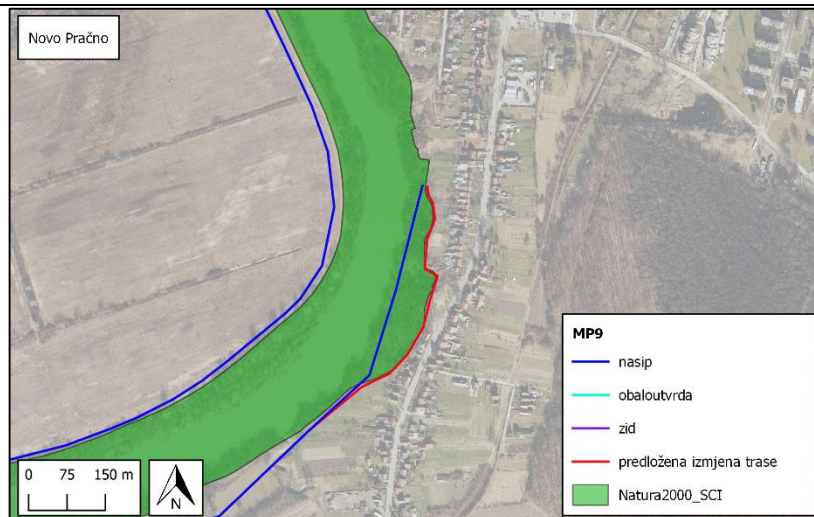 Novo Pračno
MP9
nasip
obaloutvrda
zid
predložena izmjena trase
Natura2000_SCI
0 75 150 m
N